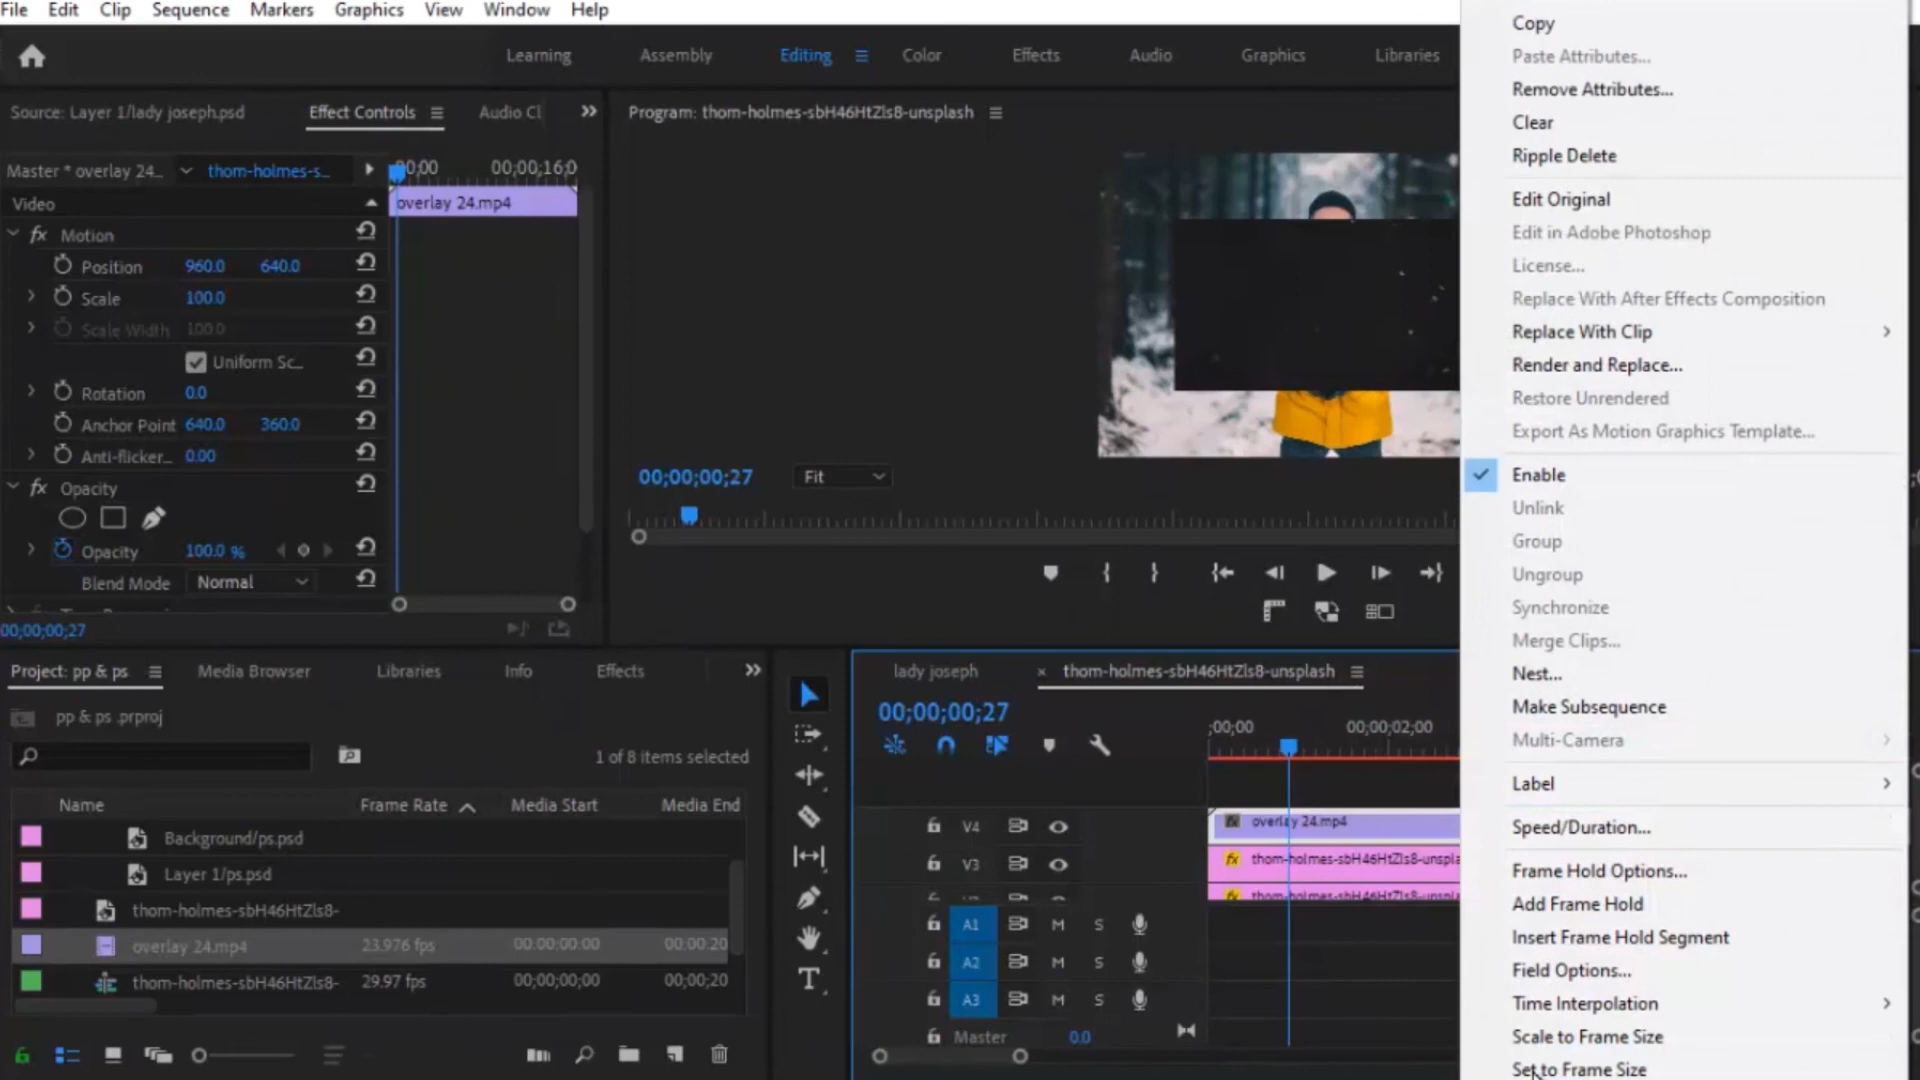 File Edit Clip Sequence Markers Graphics View Window Help
Learning Assembly Editing Color Effects Audio Graphics Libraries
Source: Layer 1/lady joseph.psd Effect Controls Audio Cl
Program: thom-holmes-sbH46HtZls8-unsplash
Master * overlay 24... thom-holmes-s... 00;00 00;00;16;0
Video overlay 24.mp4
fx Motion
Position 960.0 640.0
Scale 100.0
Scale Width 100.0
Uniform Sc...
Rotation 0.0
Anchor Point 640.0 360.0
Anti-flicker... 0.00
fx Opacity
Opacity 100.0 %
Blend Mode Normal
00;00;00;27
00;00;00;27 Fit
Project: pp & ps Media Browser Libraries Info Effects
pp & ps .prproj
1 of 8 items selected
Name Frame Rate Media Start Media End
Background/ps.psd
Layer 1/ps.psd
thom-holmes-sbH46HtZls8-
overlay 24.mp4 23.976 fps 00:00:00:00 00:00:20
thom-holmes-sbH46HtZls8- 29.97 fps 00;00;00;00 00;00;20
lady joseph × thom-holmes-sbH46HtZls8-unsplash
00;00;00;27
;00;00 00;00;02;00
V4 overlay 24.mp4
V3 fx thom-holmes-sbH46HtZls8-unspla
fx thom-holmes-sbH46HtZls8-unspla
A1 M S
A2 M S
A3 M S
Master 0.0
Copy
Paste Attributes...
Remove Attributes...
Clear
Ripple Delete
Edit Original
Edit in Adobe Photoshop
License...
Replace With After Effects Composition
Replace With Clip
Render and Replace...
Restore Unrendered
Export As Motion Graphics Template...
Enable
Unlink
Group
Ungroup
Synchronize
Merge Clips...
Nest...
Make Subsequence
Multi-Camera
Label
Speed/Duration...
Frame Hold Options...
Add Frame Hold
Insert Frame Hold Segment
Field Options...
Time Interpolation
Scale to Frame Size
Set to Frame Size